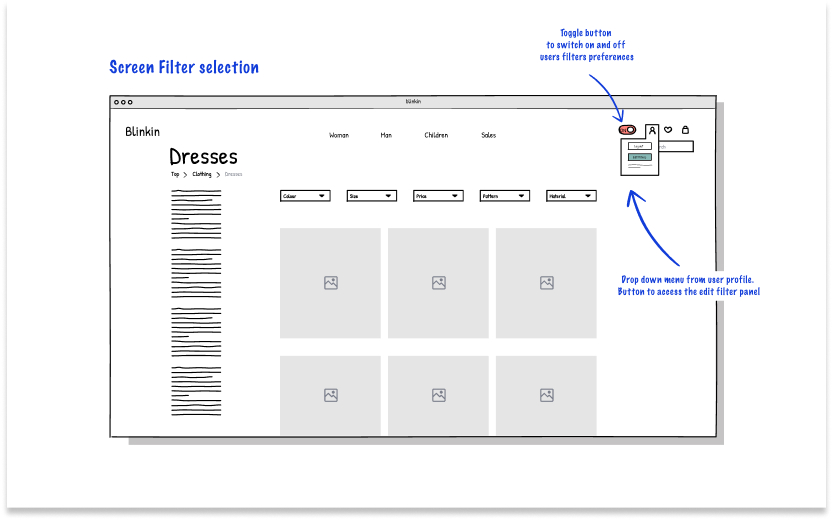 Toggle button
to switch on and off
users filters preferences
Screen Filter selection
blinkin
Blinkin
Woman
Man
Children
Sales
Dresses
Top
Clothing
Dresses
Colour
Size
Price
Pattern
Material
Drop down menu from user profile.
Button to access the edit filter panel